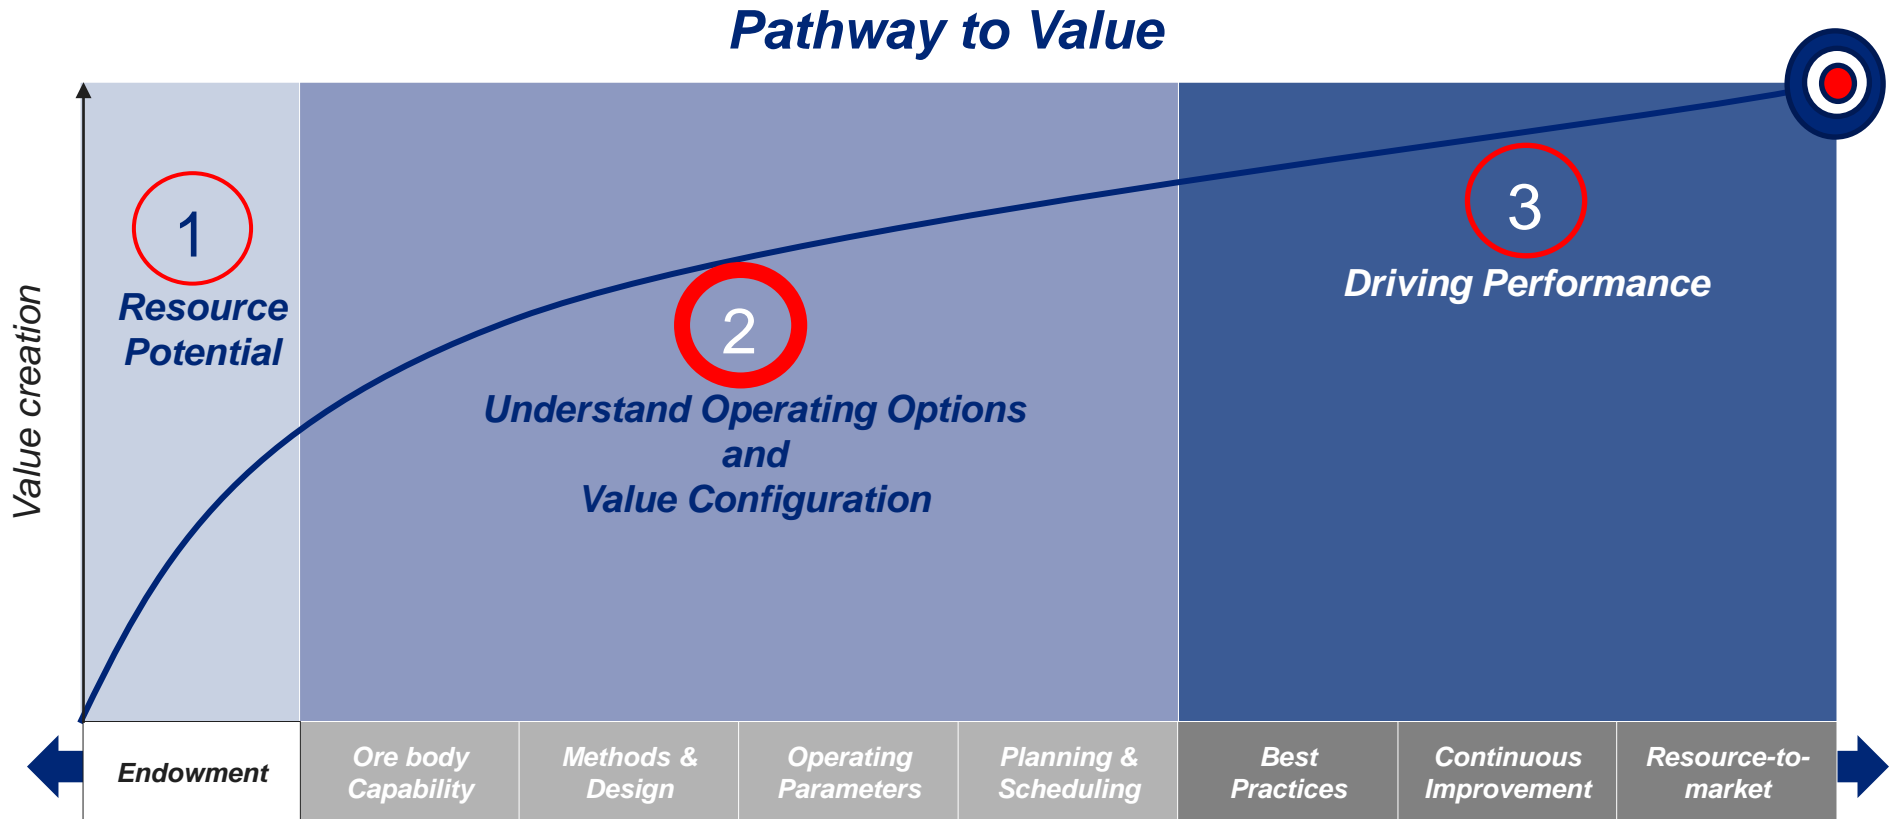 Pathway to Value
Value creation
1
Resource
Potential
2
Understand Operating Options
and
Value Configuration
3
Driving Performance
Endowment
Ore body
Capability
Methods &
Design
Operating
Parameters
Planning &
Scheduling
Best
Practices
Continuous
Improvement
Resource-to-
market